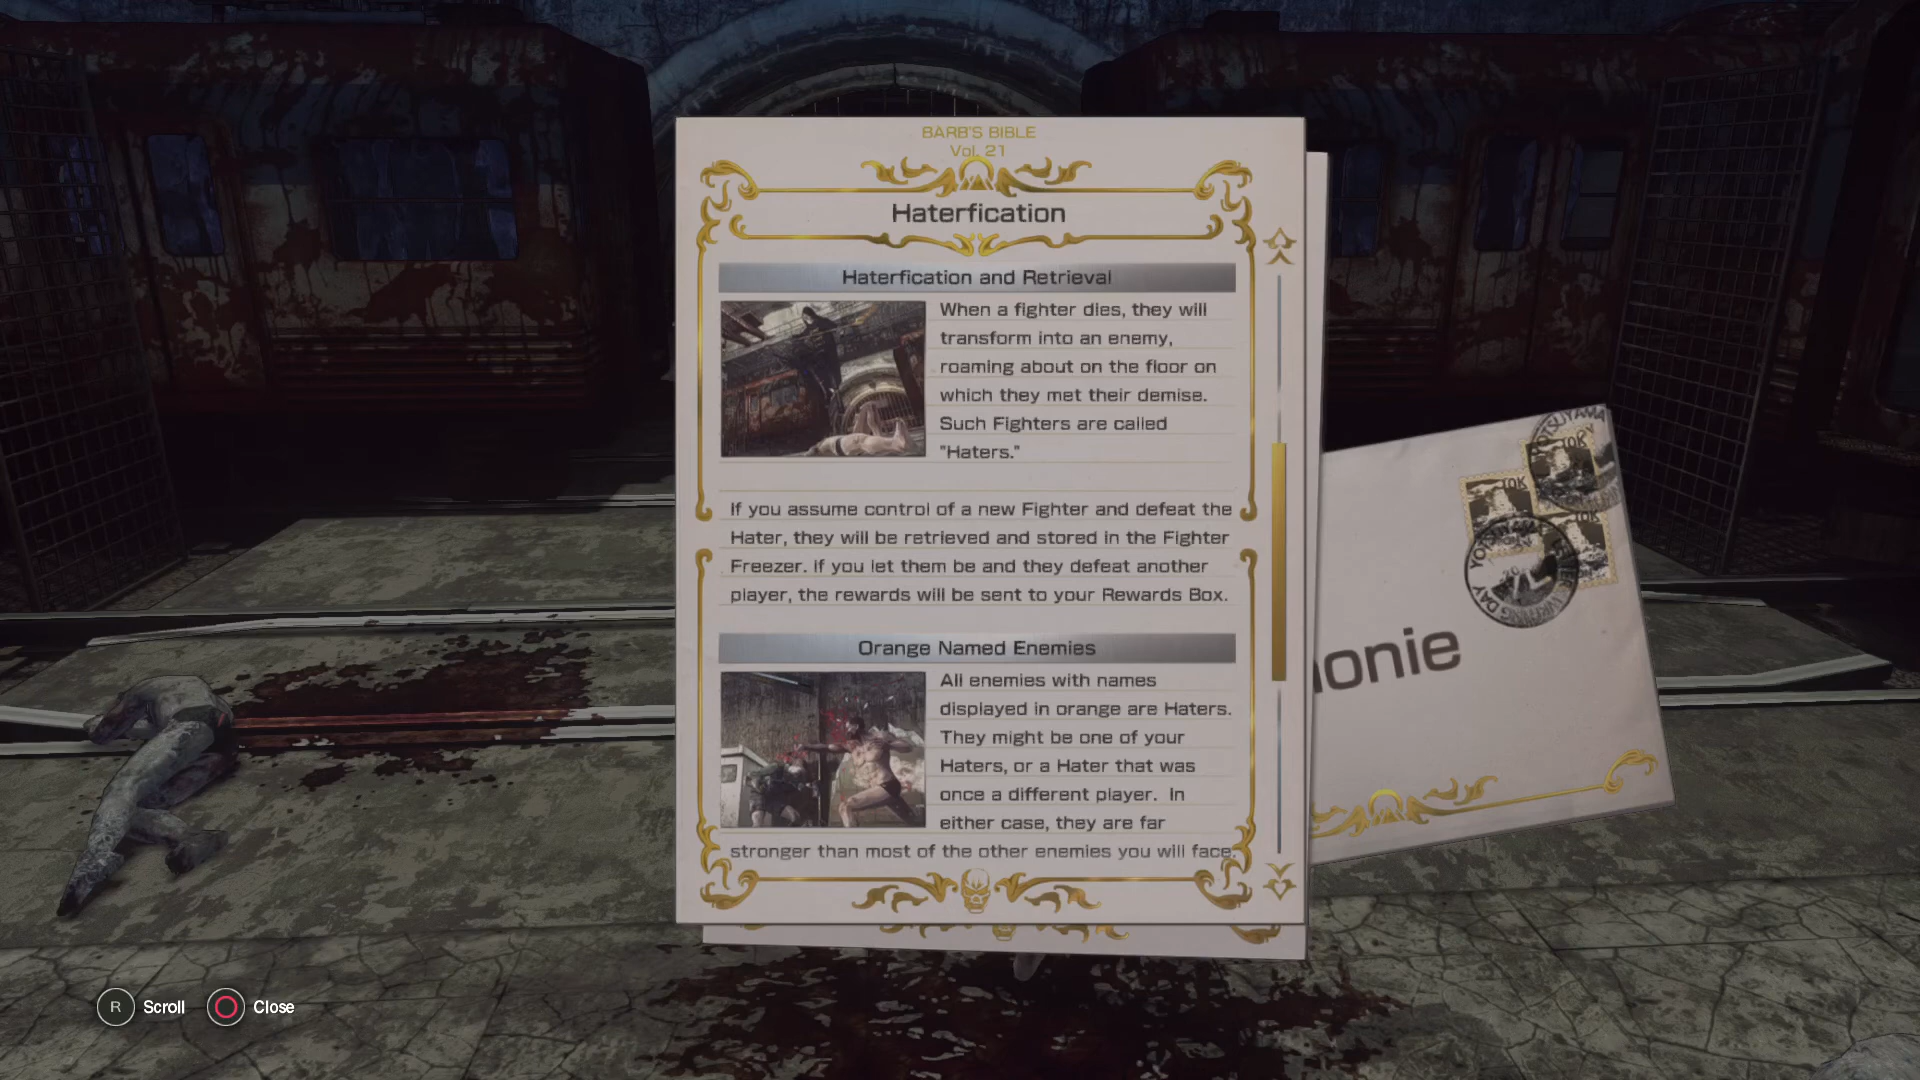 BARB'S BIBLE
Vol. 21
Haterfication
Haterfication and Retrieval
When a fighter dies, they will
transform into an enemy,
roaming about on the floor on
which they met their demise.
Such Fighters are called
"Haters."
If you assume control of a new Fighter and defeat the
Hater, they will be retrieved and stored in the Fighter
Freezer. If you let them be and they defeat another
player, the rewards will be sent to your Rewards Box.
Orange Named Enemies
All enemies with names
displayed in orange are Haters.
They might be one of your
Haters, or a Hater that was
once a different player. In
either case, they are far
stronger than most of the other enemies you will face.
onie
10K
10K
10K
R Scroll
Close